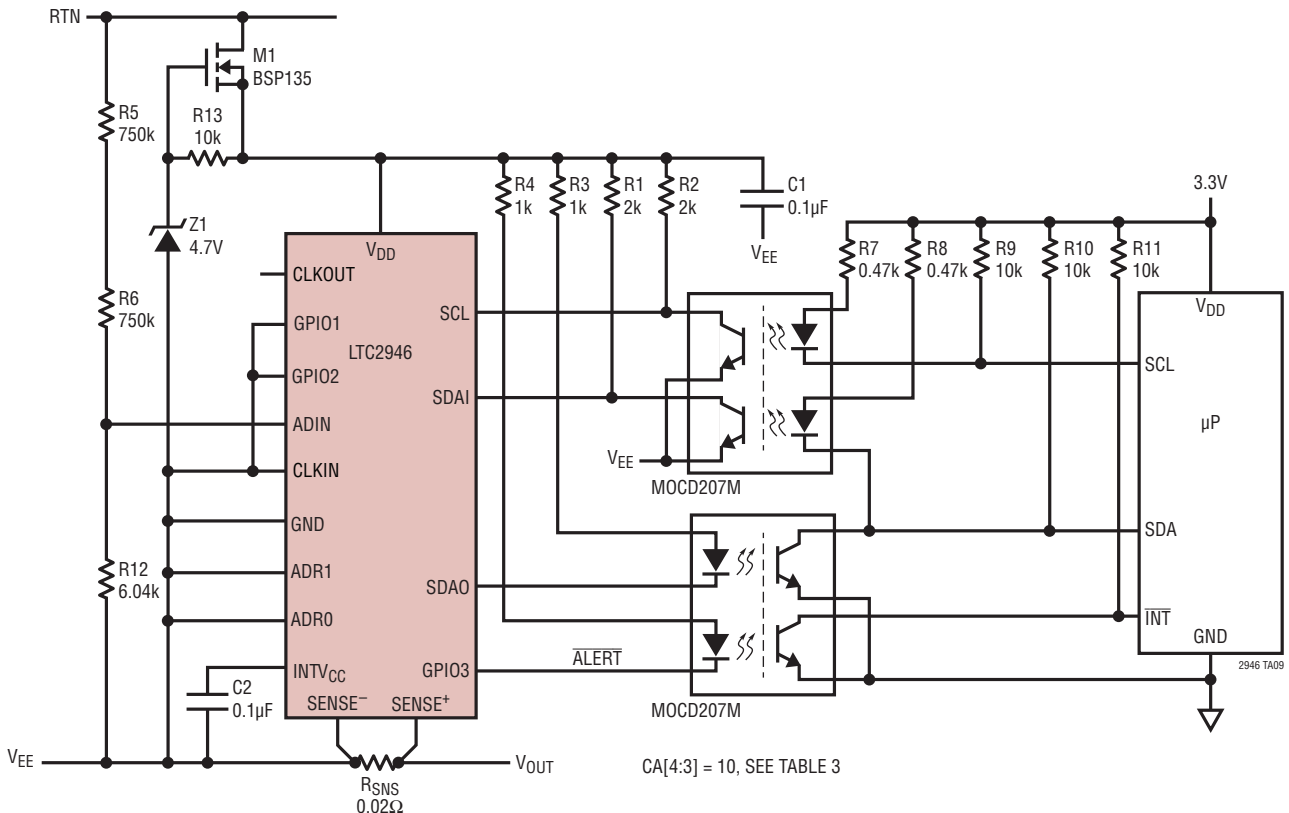 RTN
M1
BSP135
R5
750k
R13
10k
R4
1k
R3
1k
R1
2k
R2
2k
C1
0.1µF
VEE
3.3V
Z1
4.7V
R7
0.47k
R8
0.47k
R9
10k
R10
10k
R11
10k
R6
750k
VDD
CLKOUT
GPIO1
LTC2946
GPIO2
ADIN
CLKIN
GND
ADR1
ADR0
INTVCC
SCL
SDAI
SDAO
GPIO3
SENSE−
SENSE+
VEE
MOCD207M
ALERT
MOCD207M
VDD
SCL
µP
SDA
INT
GND
2946 TA09
R12
6.04k
C2
0.1µF
VEE
RSNS
0.02Ω
VOUT
CA[4:3] = 10, SEE TABLE 3